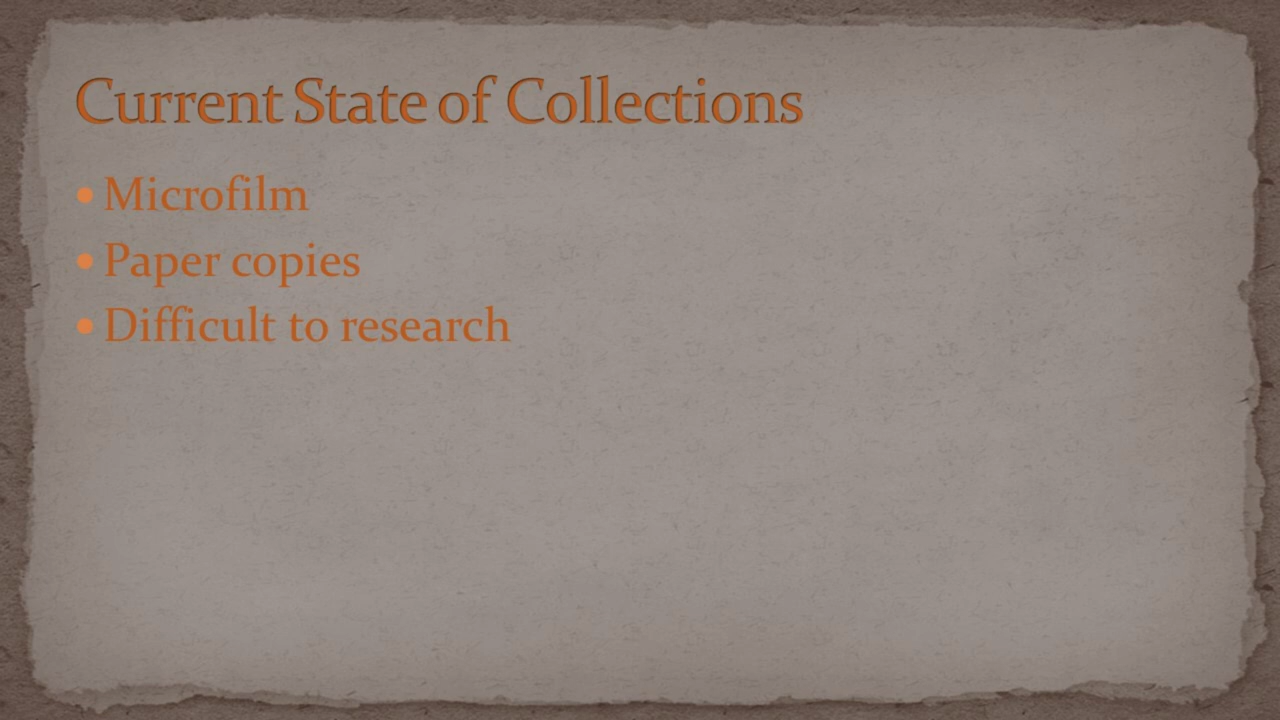 Current State of Collections
• Microfilm
• Paper copies
• Difficult to research